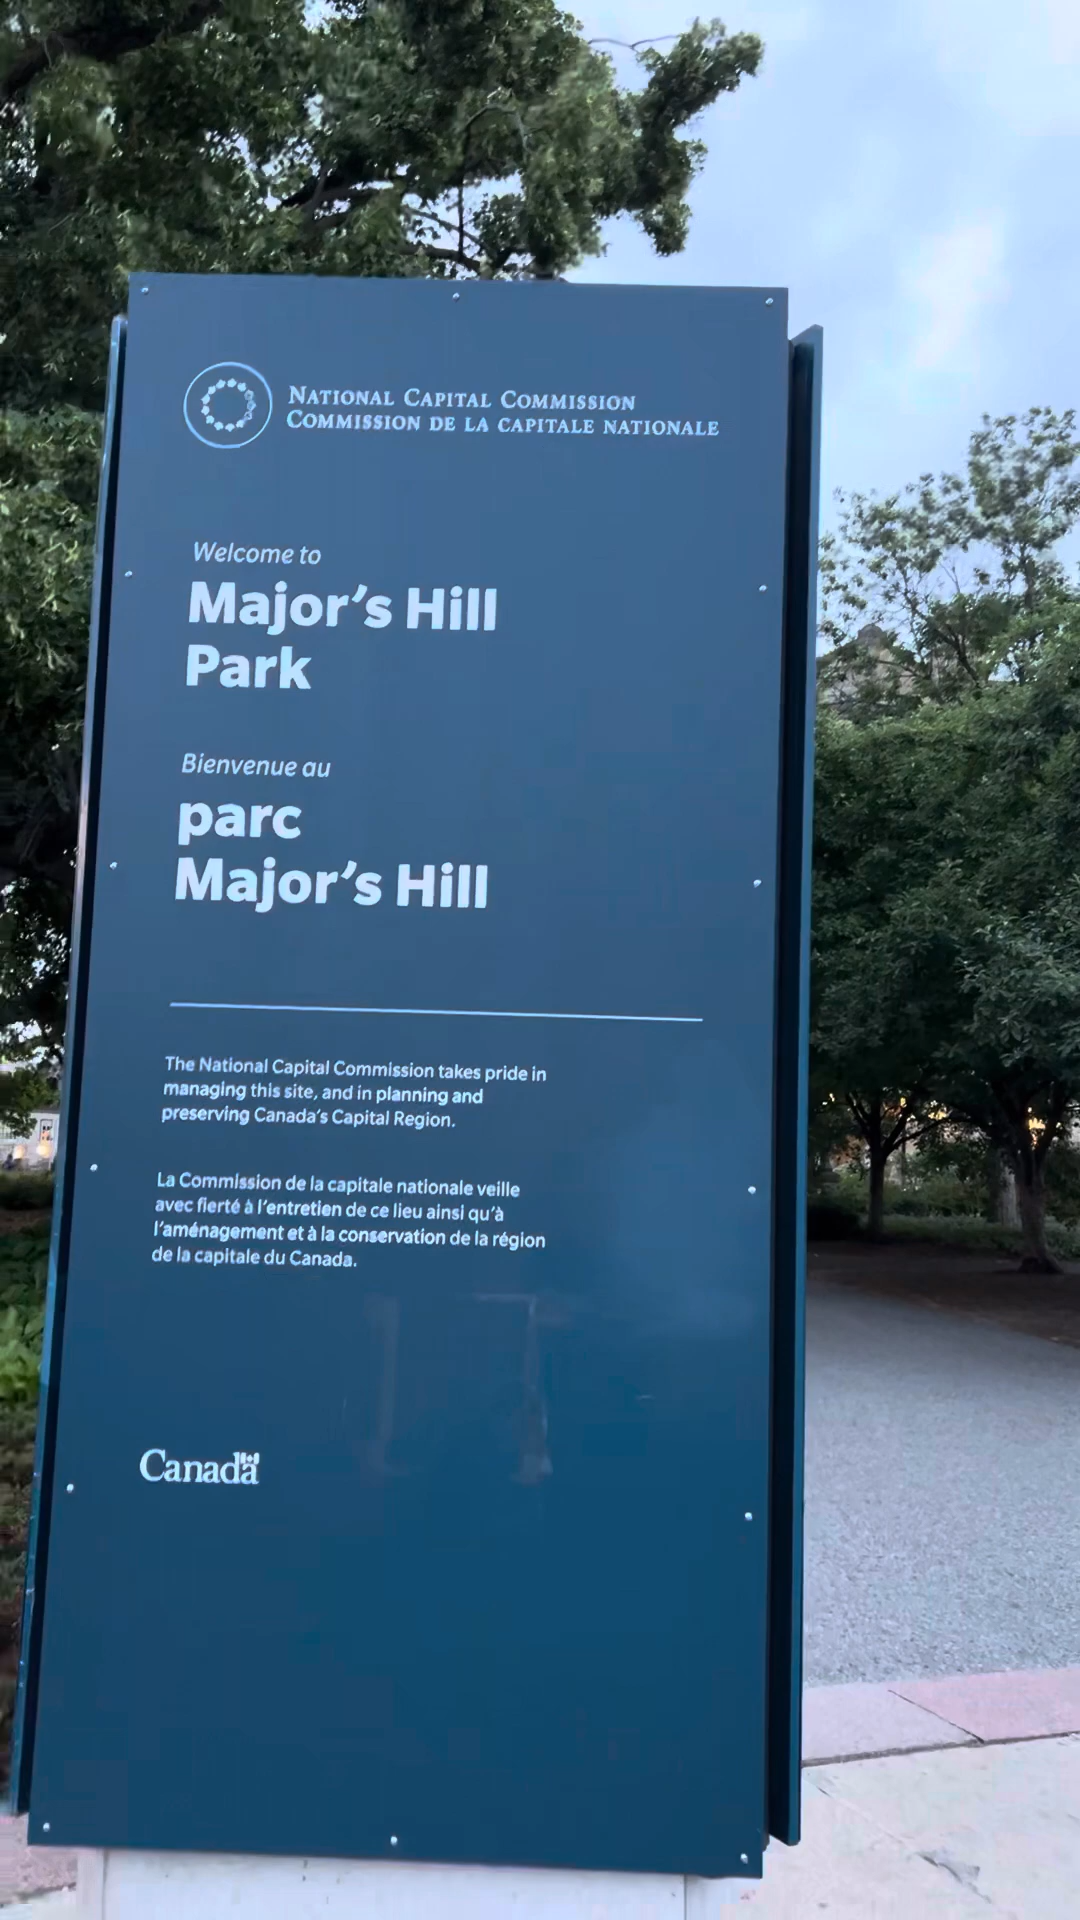 NATIONAL CAPITAL COMMISSION
COMMISSION DE LA CAPITALE NATIONALE
Welcome to
Major’s Hill
Park
Bienvenue au
parc
Major’s Hill
The National Capital Commission takes pride in
managing this site, and in planning and
preserving Canada’s Capital Region.
La Commission de la capitale nationale veille
avec fierté à l’entretien de ce lieu ainsi qu’à
l’aménagement et à la conservation de la région
de la capitale du Canada.
Canada